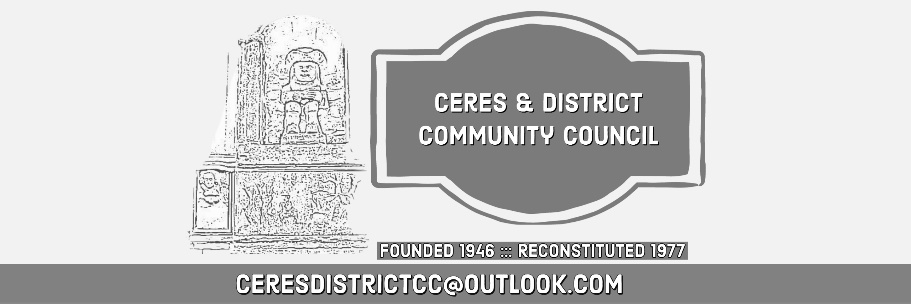 CERES & DISTRICT
COMMUNITY COUNCIL
FOUNDED 1946 ::: RECONSTITUTED 1977
CERESDISTRICTCC@OUTLOOK.COM